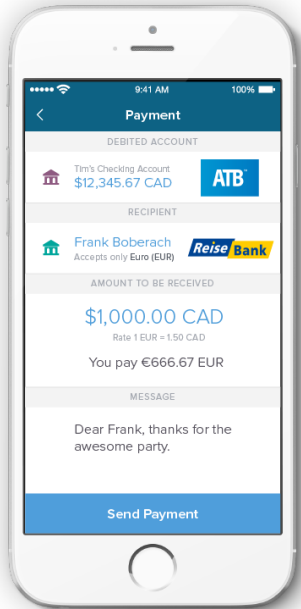 9:41 AM
100%
Payment
DEBITED ACCOUNT
Tim's Checking Account
$12,345.67 CAD
ATB™
RECIPIENT
Frank Boberach
Accepts only Euro (EUR)
ReiseBank
AMOUNT TO BE RECEIVED
$1,000.00 CAD
Rate 1 EUR = 1.50 CAD
You pay €666.67 EUR
MESSAGE
Dear Frank, thanks for the
awesome party.
Send Payment